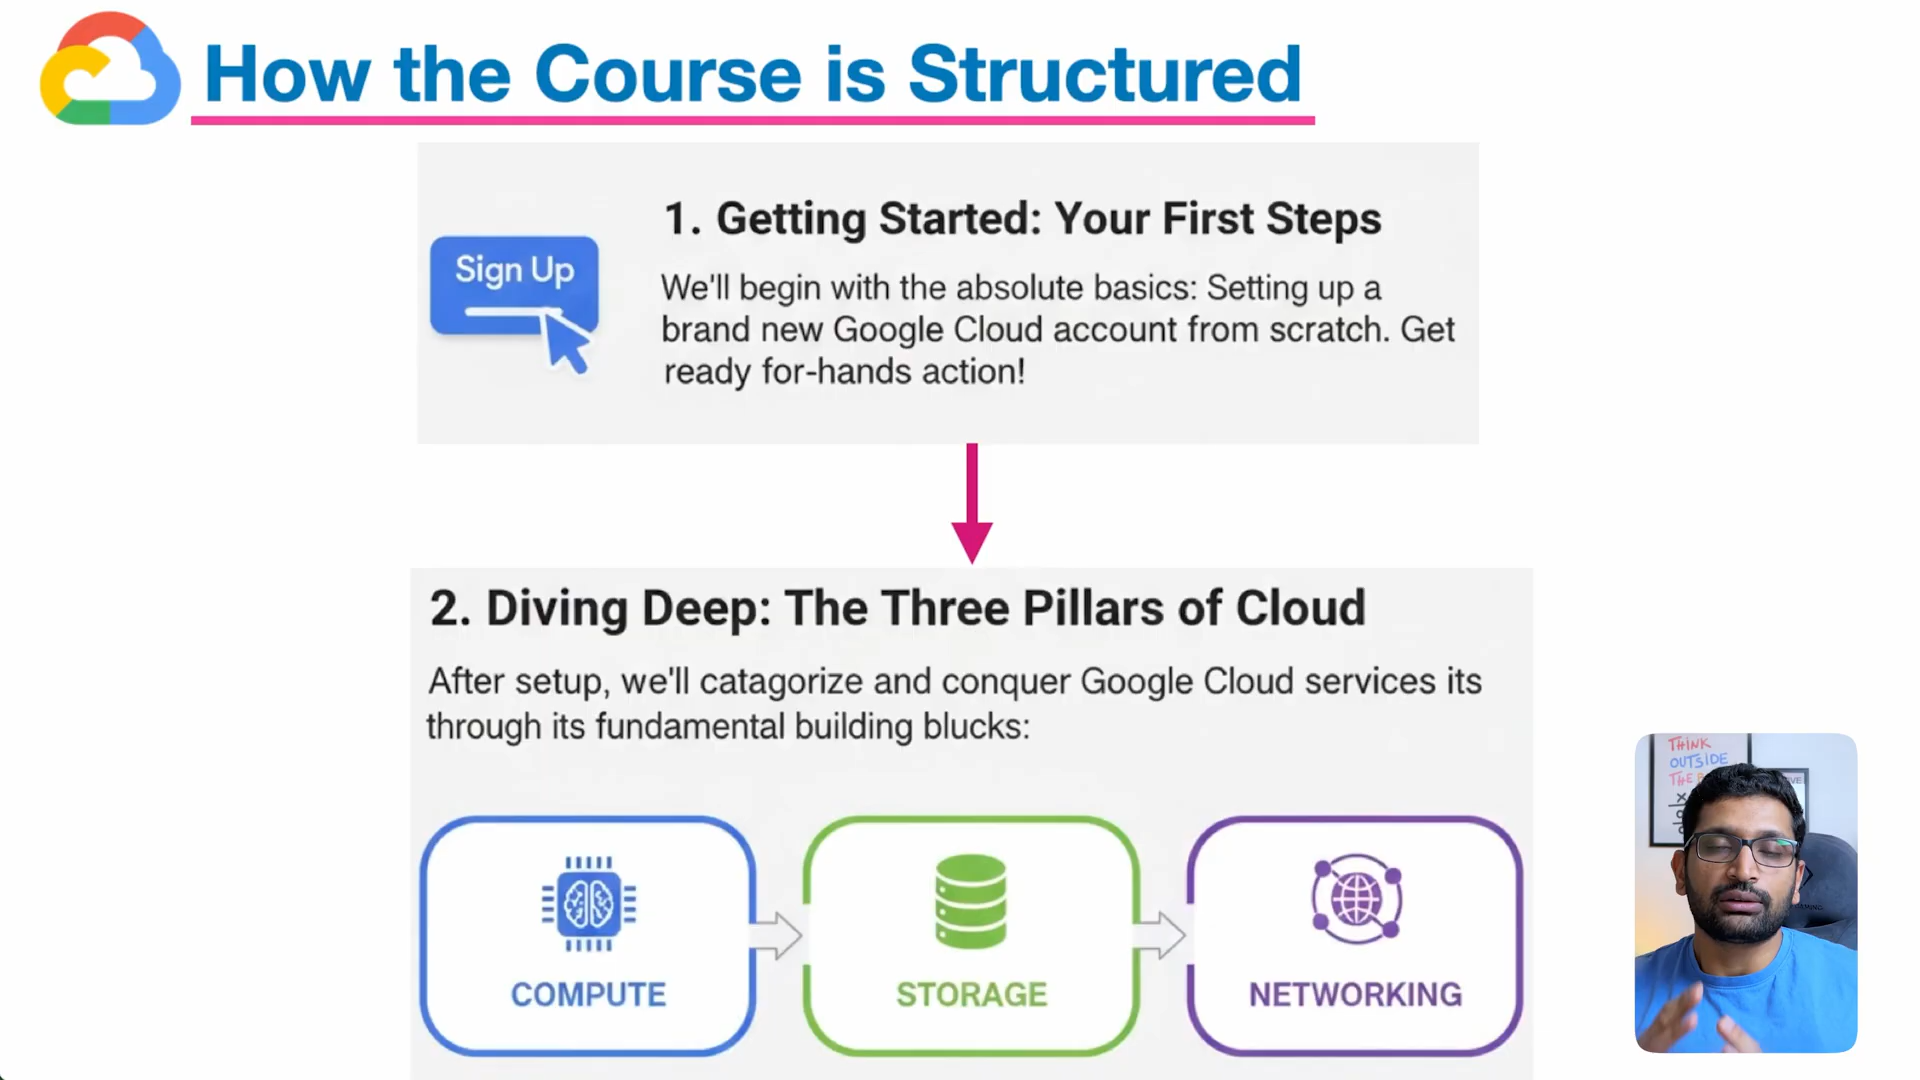 How the Course is Structured
1. Getting Started: Your First Steps
Sign Up
We'll begin with the absolute basics: Setting up a
brand new Google Cloud account from scratch. Get
ready for-hands action!
2. Diving Deep: The Three Pillars of Cloud
After setup, we'll catagorize and conquer Google Cloud services its
through its fundamental building blucks:
COMPUTE
STORAGE
NETWORKING
THINK
OUTSIDE
THE